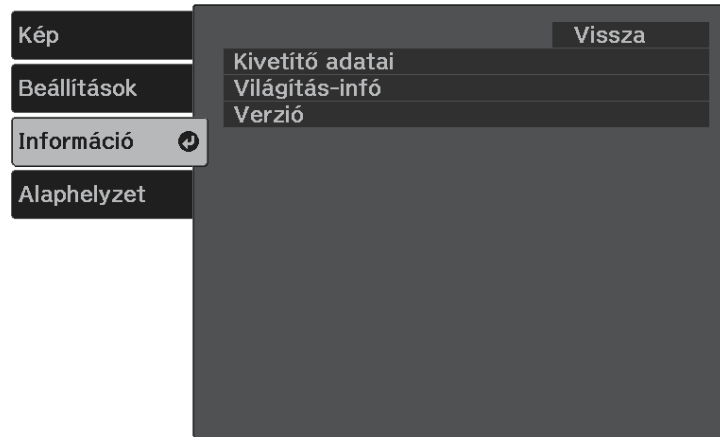 Kép
Beállítások
Információ
Alaphelyzet
Vissza
Kivetítő adatai
Világítás-infó
Verzió